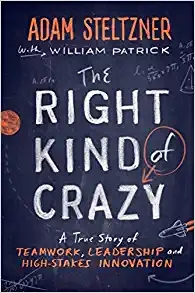 ADAM STELTZNER
with WILLIAM PATRICK
THE
RIGHT
KIND of
CRAZY
A True Story of
TEAMWORK, LEADERSHIP and
HIGH-STAKES INNOVATION